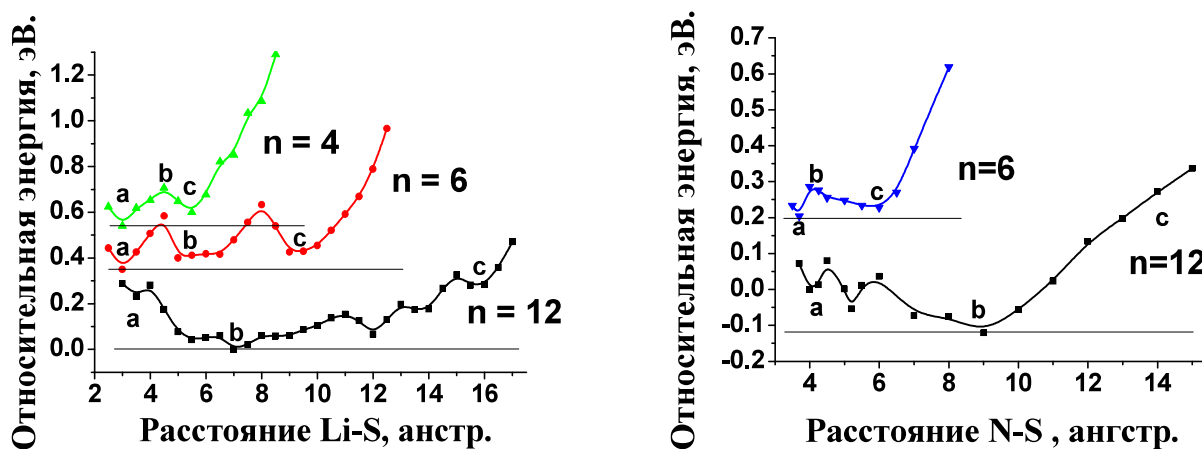 Относительная энергия, эВ.
1.2
1.0
0.8
0.6
0.4
0.2
0.0
a
b
c
n = 4
a
b
c
n = 6
a
b
c
n = 12
2 4 6 8 10 12 14 16
Расстояние Li-S, анстр.
Относительная энергия, эВ.
0.7
0.6
0.5
0.4
0.3
0.2
0.1
0.0
-0.1
-0.2
b
a
c
n=6
a
b
c
n=12
4 6 8 10 12 14
Расстояние N-S , ангстр.